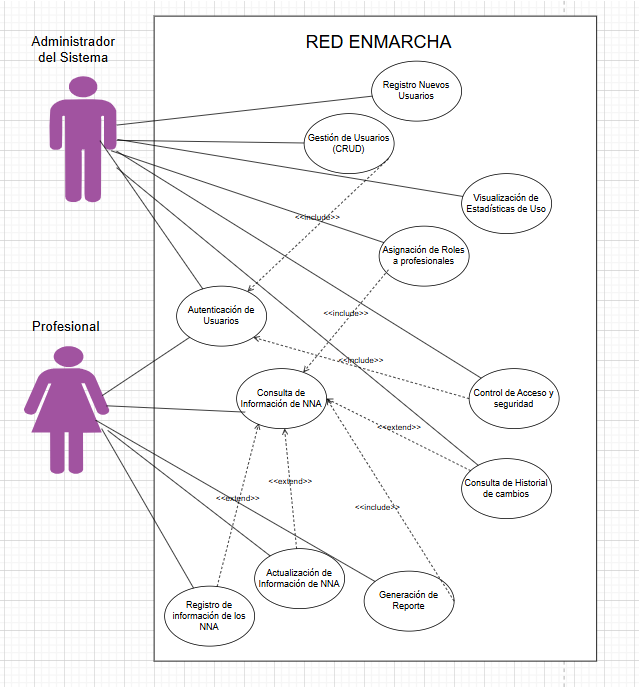 RED ENMARCHA
Administrador
del Sistema
Registro Nuevos
Usuarios
Gestión de Usuarios
(CRUD)
Visualización de
Estadísticas de Uso
<<include>>
Asignación de Roles
a profesionales
Autenticación de
Usuarios
<<include>>
Profesional
<<include>>
Consulta de
Información de NNA
Control de Acceso y
seguridad
<<extend>>
Consulta de Historial
de cambios
<<extend>>
<<extend>>
<<include>>
Actualización de
Información de NNA
Generación de
Reporte
Registro de
información de los
NNA